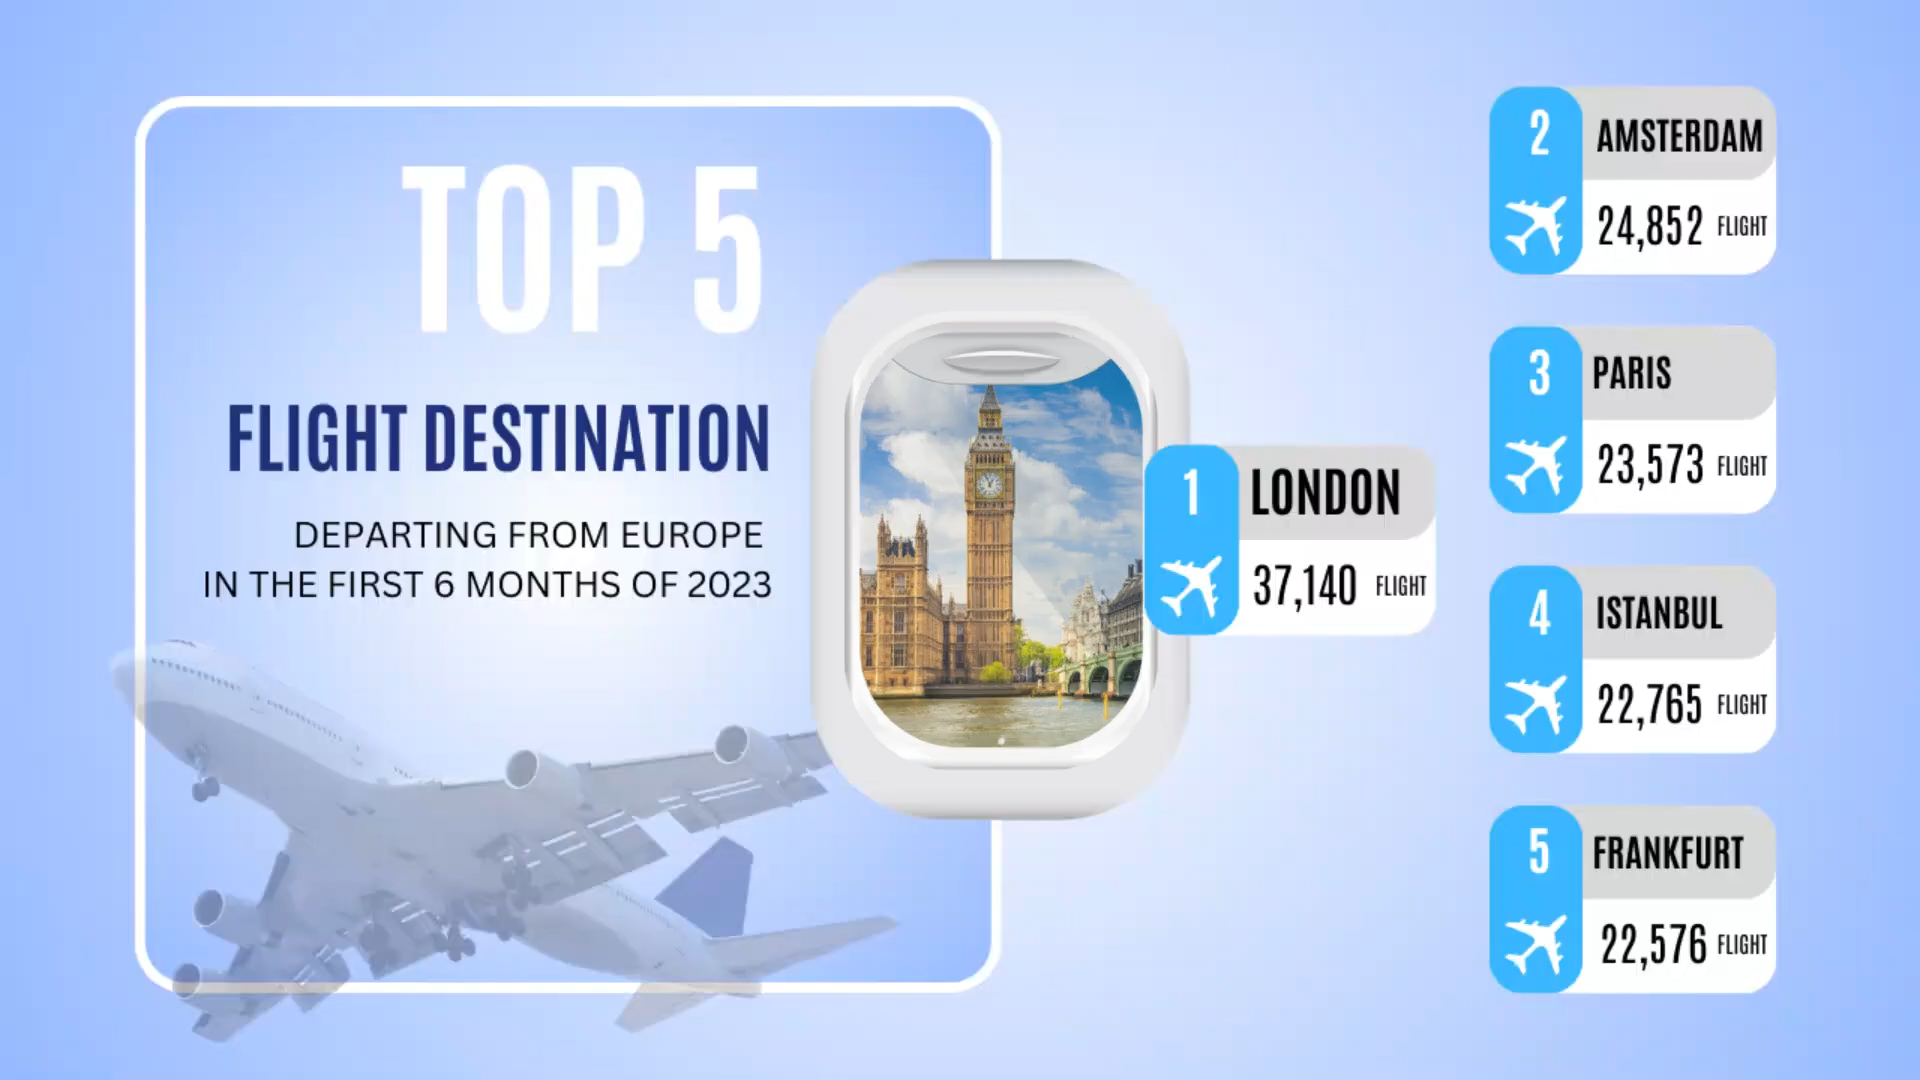 TOP 5
FLIGHT DESTINATION
DEPARTING FROM EUROPE
IN THE FIRST 6 MONTHS OF 2023
1 LONDON
37,140 FLIGHT
2 AMSTERDAM
24,852 FLIGHT
3 PARIS
23,573 FLIGHT
4 ISTANBUL
22,765 FLIGHT
5 FRANKFURT
22,576 FLIGHT